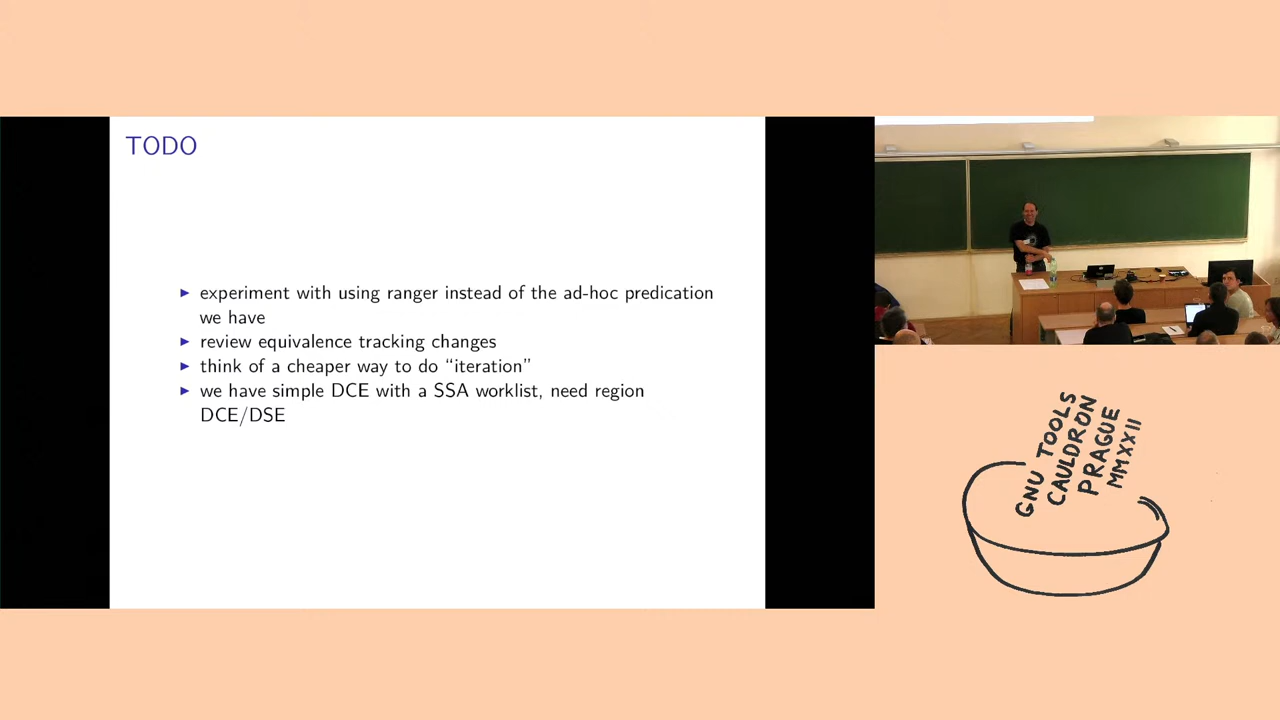 TODO
▶ experiment with using ranger instead of the ad-hoc predication
we have
▶ review equivalence tracking changes
▶ think of a cheaper way to do “iteration”
▶ we have simple DCE with a SSA worklist, need region
DCE/DSE
GNU TOOLS
CAULDRON
PRAGUE
MMXXII